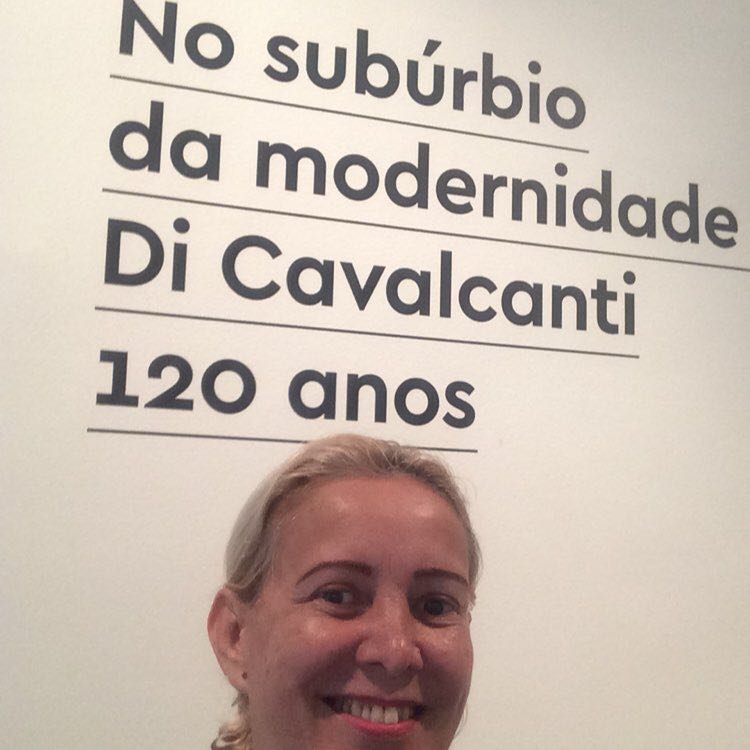 No subúrbio
da modernidade
Di Cavalcanti
120 anos